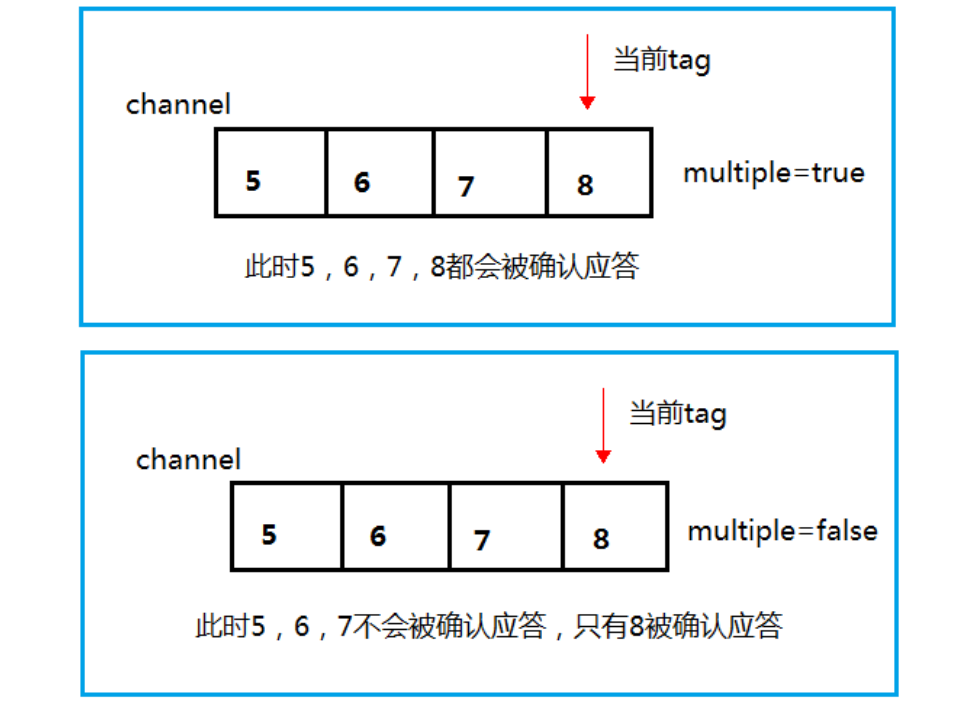 当前tag
channel
5 6 7 8
multiple=true
此时5，6，7，8都会被确认应答
当前tag
channel
5 6 7 8
multiple=false
此时5，6，7不会被确认应答，只有8被确认应答